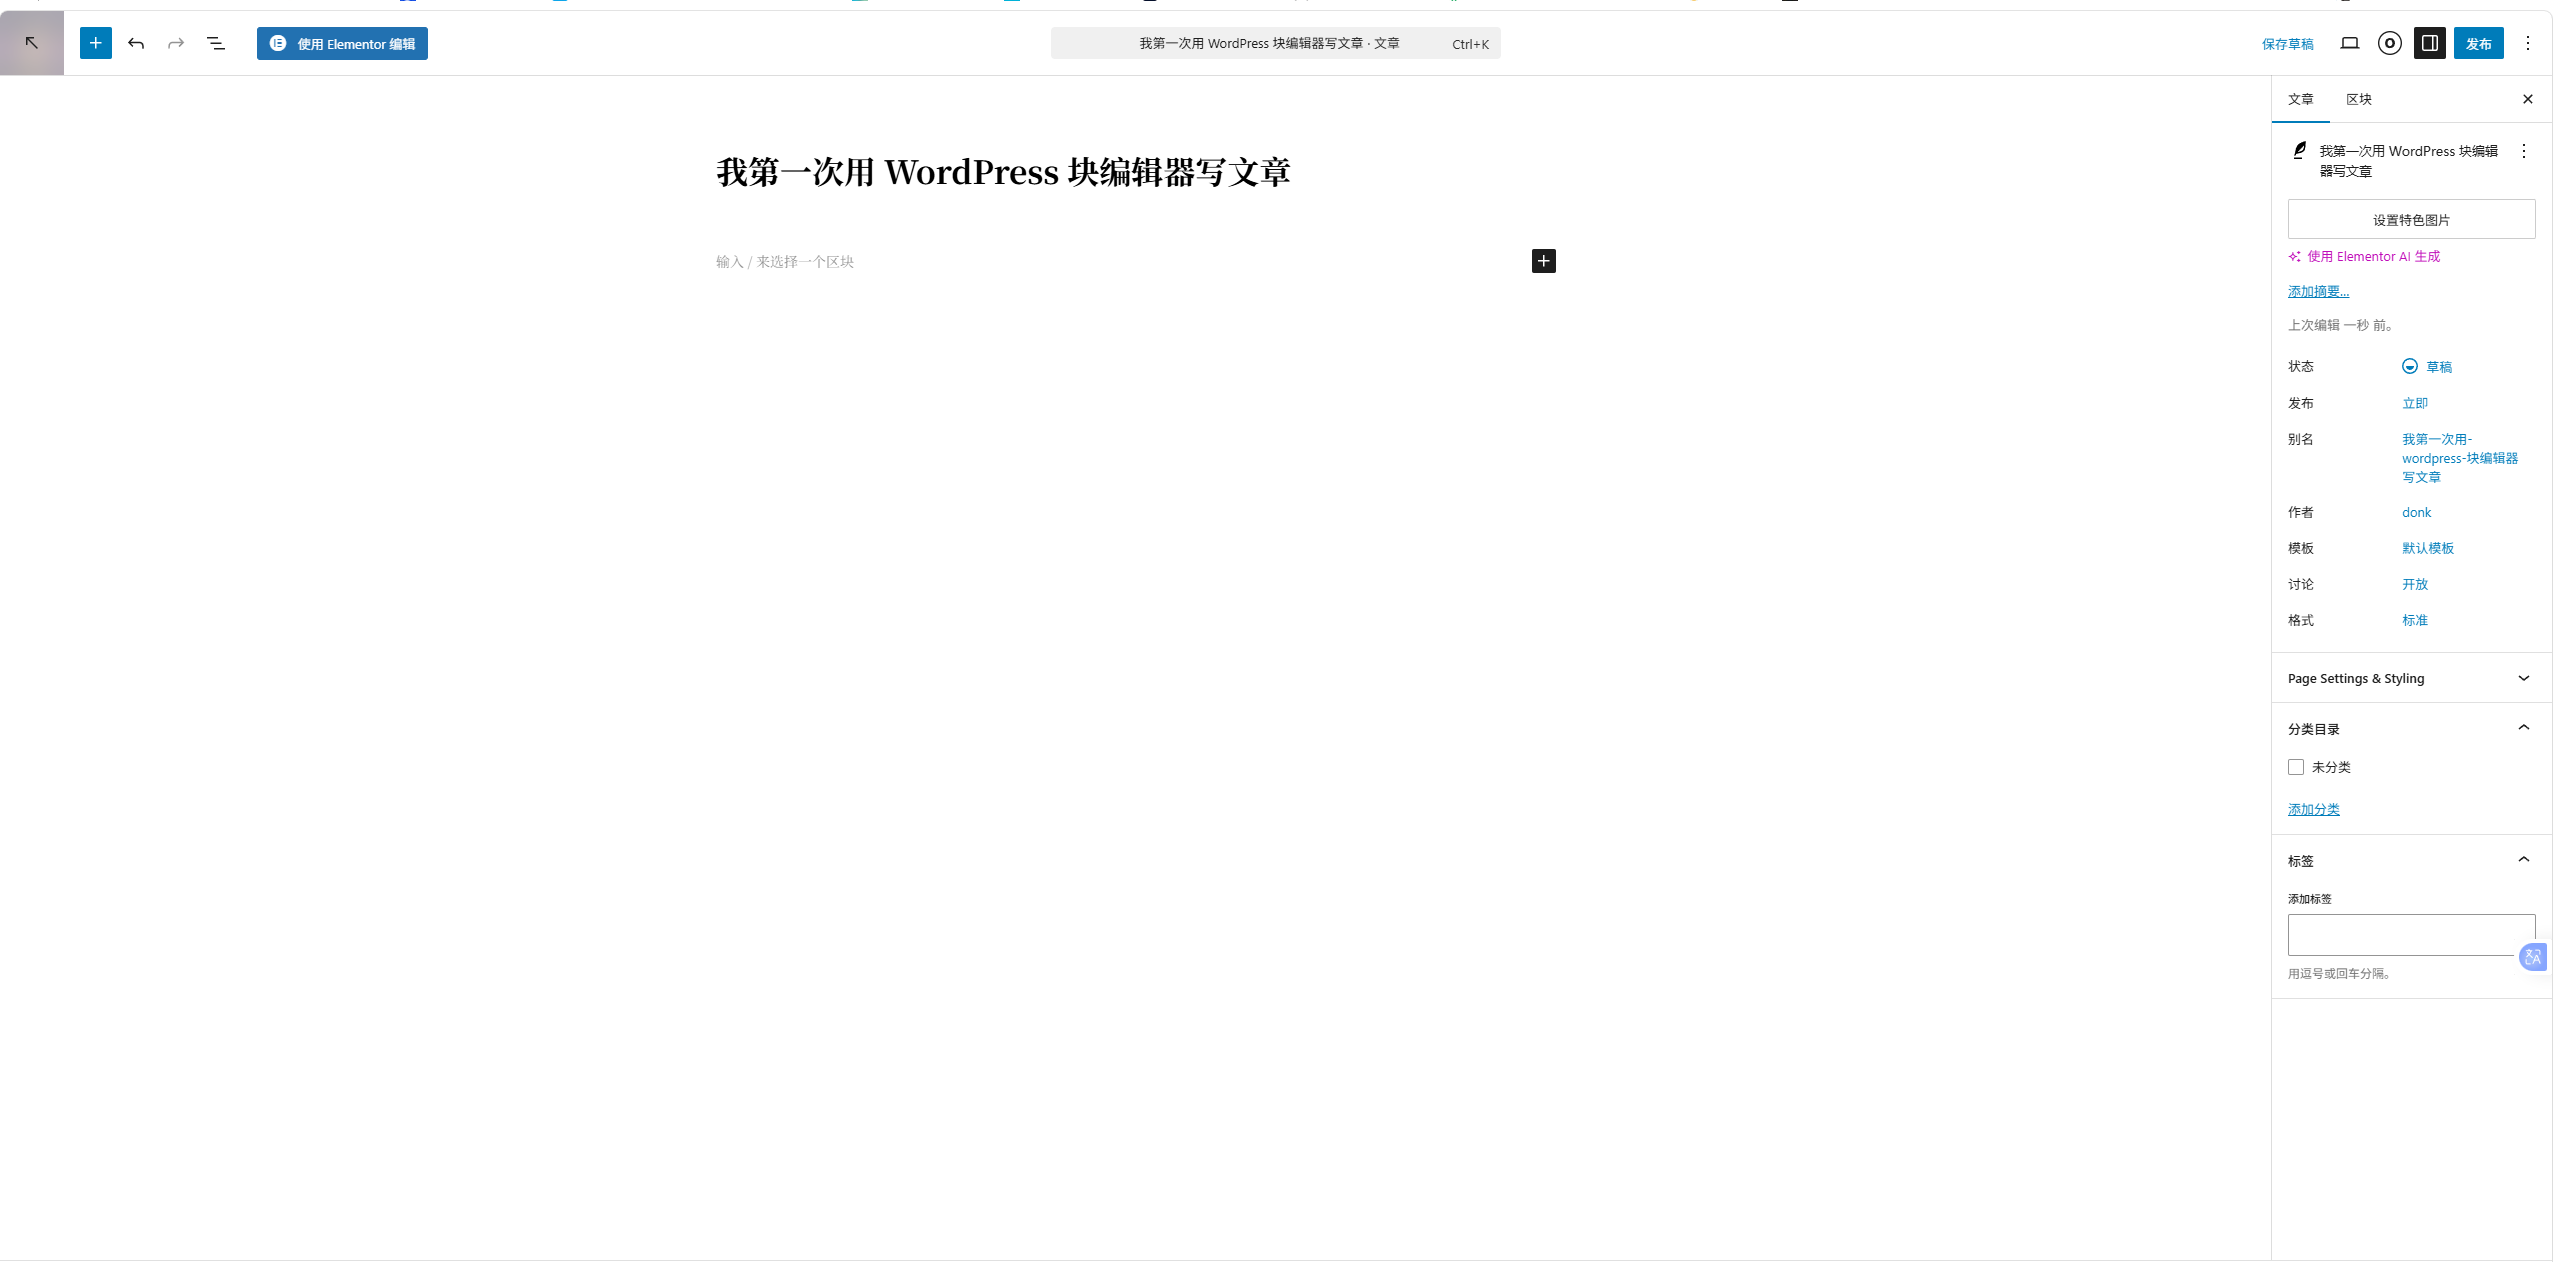 使用 Elementor 编辑
我第一次用 WordPress 块编辑器写文章 · 文章
Ctrl+K
保存草稿
发布
我第一次用 WordPress 块编辑器写文章
输入 / 来选择一个区块
文章
区块
我第一次用 WordPress 块编辑
器写文章
设置特色图片
使用 Elementor AI 生成
添加摘要...
上次编辑 一秒 前。
状态
草稿
发布
立即
别名
我第一次用-
wordpress-块编辑器
写文章
作者
donk
模板
默认模板
讨论
开放
格式
标准
Page Settings & Styling
分类目录
未分类
添加分类
标签
添加标签
用逗号或回车分隔。